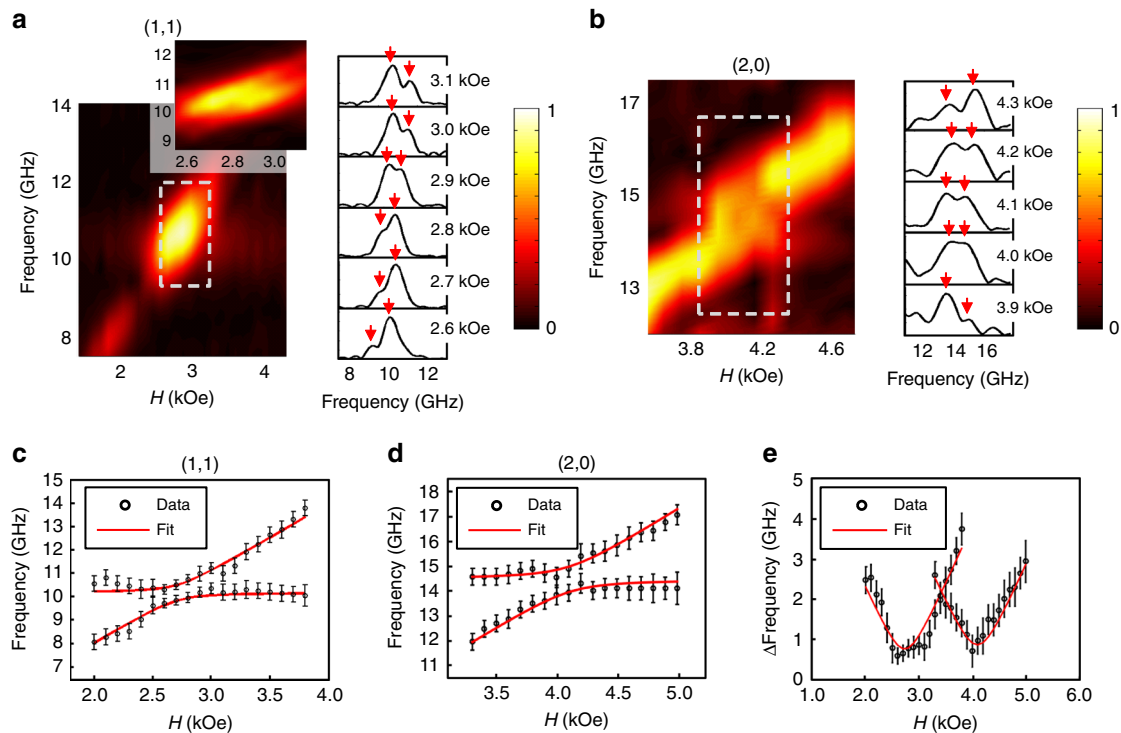 a
(1,1)
12
11
10
9
2.6 2.8 3.0
14
12
10
8
Frequency (GHz)
2 3 4
H (kOe)
3.1 kOe
3.0 kOe
2.9 kOe
2.8 kOe
2.7 kOe
2.6 kOe
8 10 12
Frequency (GHz)
1
0
b
(2,0)
17
15
13
Frequency (GHz)
3.8 4.2 4.6
H (kOe)
4.3 kOe
4.2 kOe
4.1 kOe
4.0 kOe
3.9 kOe
12 14 16
Frequency (GHz)
1
0
c
(1,1)
15
14
13
12
11
10
9
8
7
Frequency (GHz)
Data
Fit
2.0 2.5 3.0 3.5 4.0
H (kOe)
d
(2,0)
18
17
15
14
12
11
Frequency (GHz)
Data
Fit
3.5 4.0 4.5 5.0
H (kOe)
e
5
4
3
2
1
0
ΔFrequency (GHz)
Data
Fit
1.0 2.0 3.0 4.0 5.0 6.0
H (kOe)